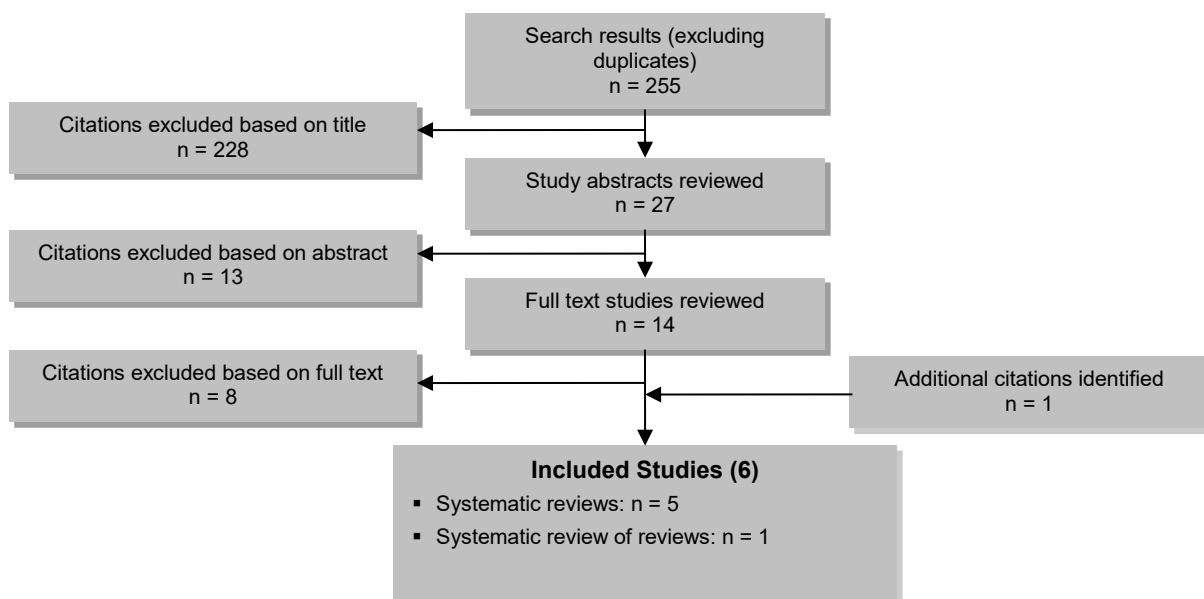 Search results (excluding
duplicates)
n = 255
Citations excluded based on title
n = 228
Study abstracts reviewed
n = 27
Citations excluded based on abstract
n = 13
Full text studies reviewed
n = 14
Citations excluded based on full text
n = 8
Additional citations identified
n = 1
Included Studies (6)
▪ Systematic reviews: n = 5
▪ Systematic review of reviews: n = 1